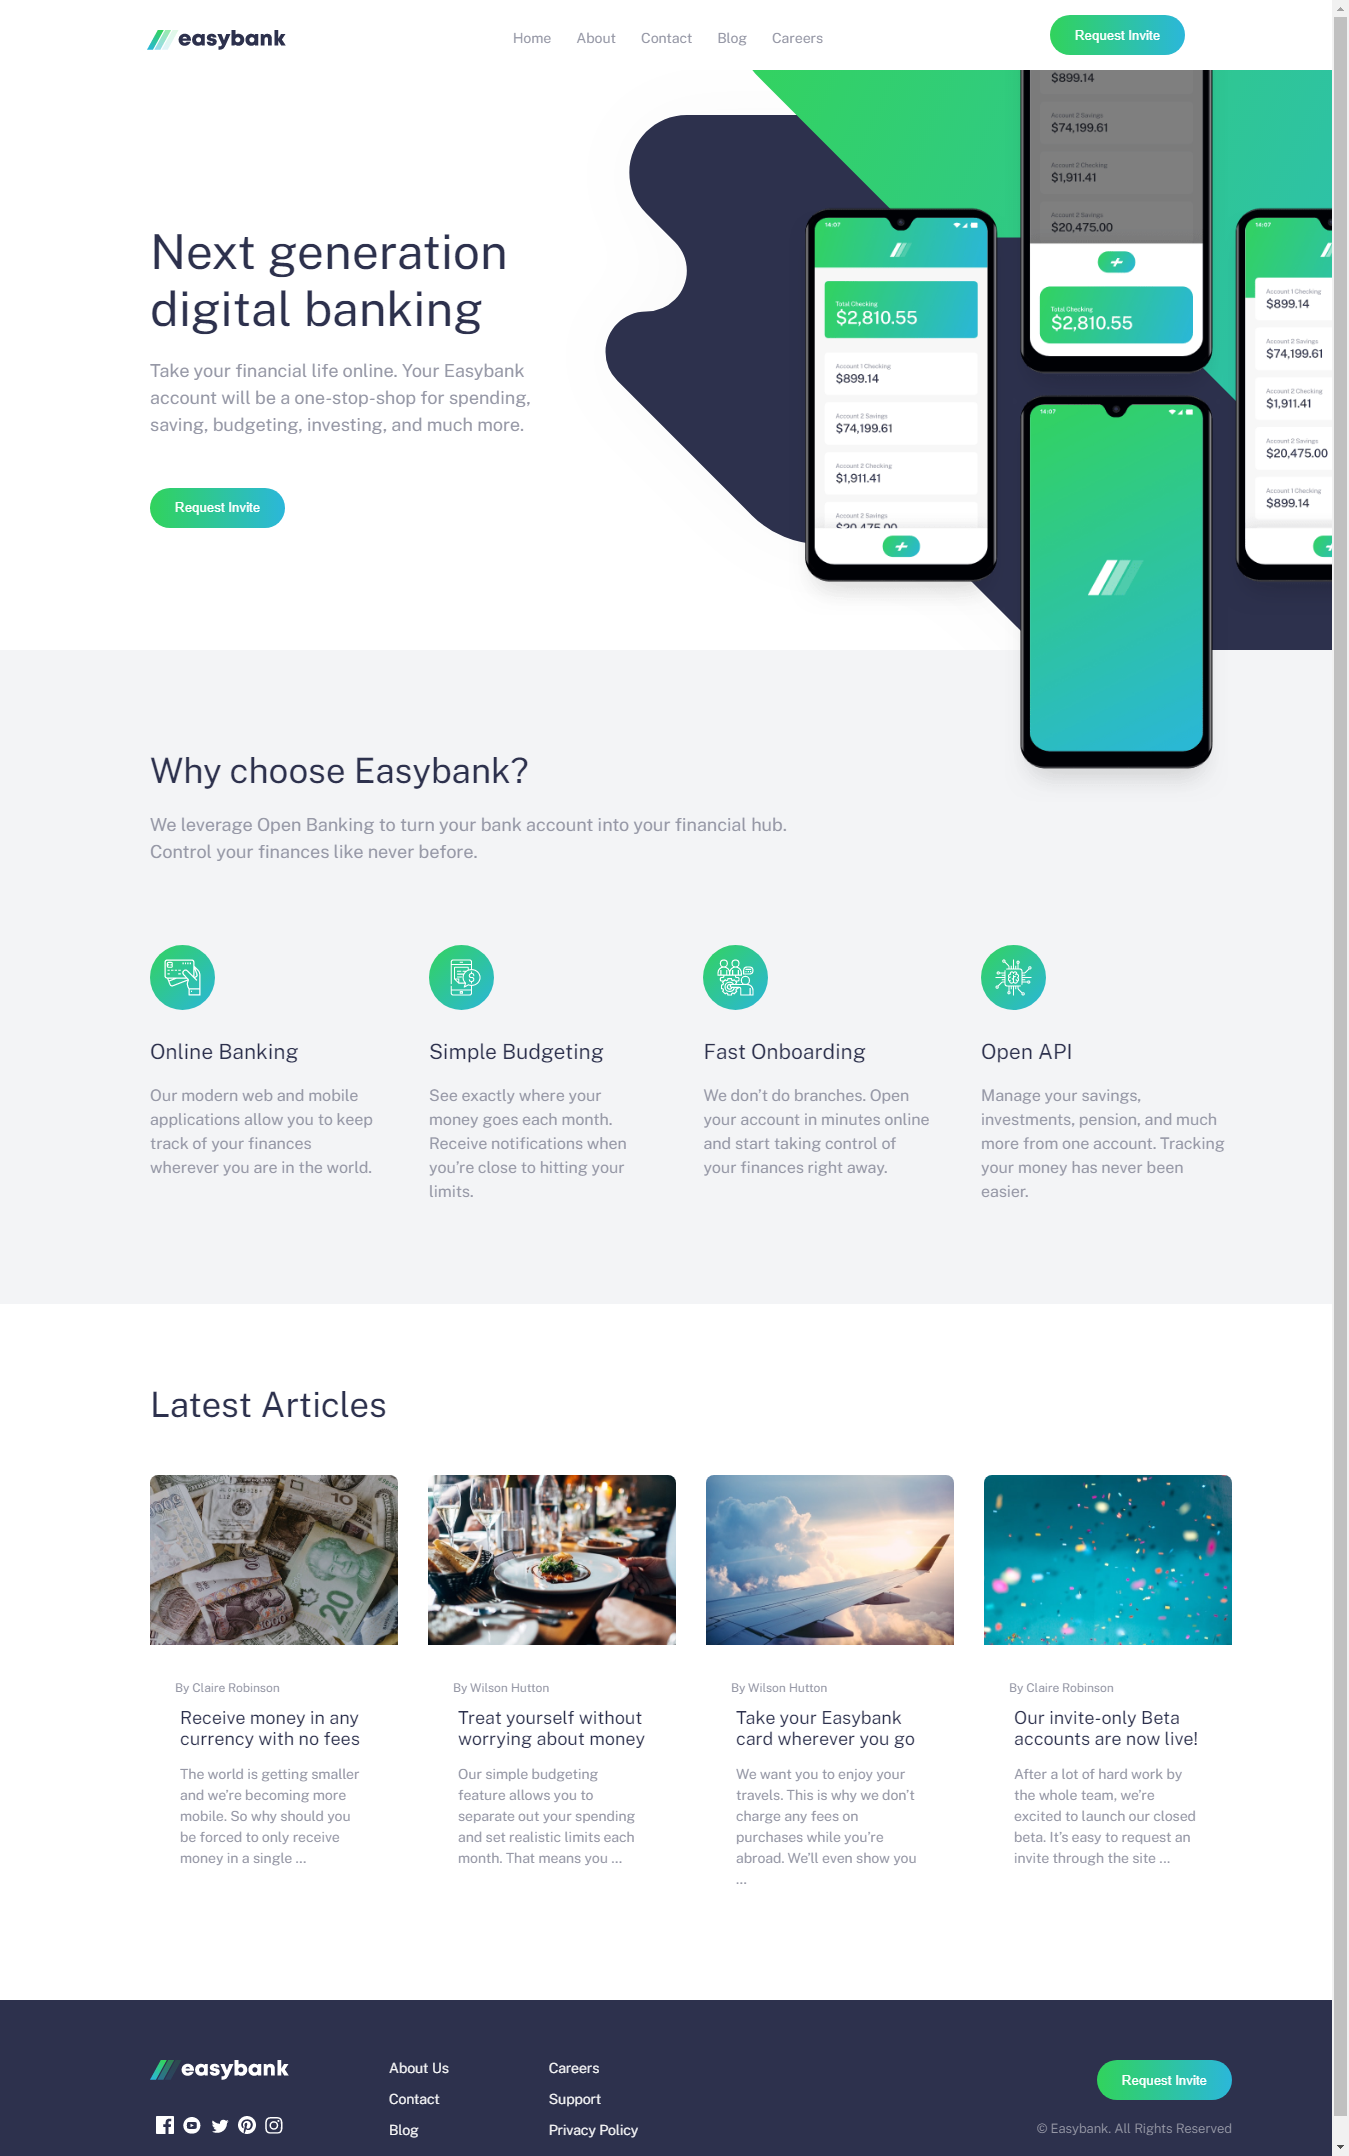 easybank
Home About Contact Blog Careers
Request Invite
Next generation
digital banking
Take your financial life online. Your Easybank
account will be a one-stop-shop for spending,
saving, budgeting, investing, and much more.
Request Invite
$899.14
Account 2 Savings
$74,199.61
Account 2 Checking
$1,911.41
Account 2 Savings
$20,475.00
Total Checking
$2,810.55
14:07
Total Checking
$2,810.55
Account 1 Checking
$899.14
Account 2 Savings
$74,199.61
Account 2 Checking
$1,911.41
Account 2 Savings
$20,475.00
14:07
14:07
Account 1 Checking
$899.14
Account 2 Savings
$74,199.61
Account 2 Checking
$1,911.41
Account 2 Savings
$20,475.00
Account 1 Checking
$899.14
Why choose Easybank?
We leverage Open Banking to turn your bank account into your financial hub.
Control your finances like never before.
Online Banking
Our modern web and mobile
applications allow you to keep
track of your finances
wherever you are in the world.
Simple Budgeting
See exactly where your
money goes each month.
Receive notifications when
you’re close to hitting your
limits.
Fast Onboarding
We don’t do branches. Open
your account in minutes online
and start taking control of
your finances right away.
Open API
Manage your savings,
investments, pension, and much
more from one account. Tracking
your money has never been
easier.
Latest Articles
10
20
1000
By Claire Robinson
Receive money in any
currency with no fees
The world is getting smaller
and we’re becoming more
mobile. So why should you
be forced to only receive
money in a single …
By Wilson Hutton
Treat yourself without
worrying about money
Our simple budgeting
feature allows you to
separate out your spending
and set realistic limits each
month. That means you …
By Wilson Hutton
Take your Easybank
card wherever you go
We want you to enjoy your
travels. This is why we don’t
charge any fees on
purchases while you’re
abroad. We’ll even show you
…
By Claire Robinson
Our invite-only Beta
accounts are now live!
After a lot of hard work by
the whole team, we’re
excited to launch our closed
beta. It’s easy to request an
invite through the site …
easybank
About Us
Contact
Blog
Careers
Support
Privacy Policy
Request Invite
© Easybank. All Rights Reserved